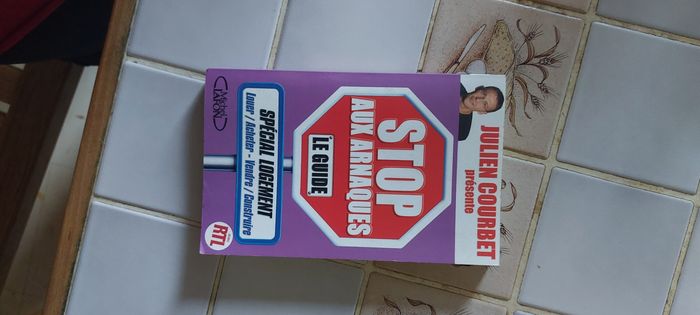 JULIEN COURBET
présente
STOP
AUX ARNAQUES
LE GUIDE
SPÉCIAL LOGEMENT
Louer / Acheter - Vendre / Construire
Michel
LAFON
RTL